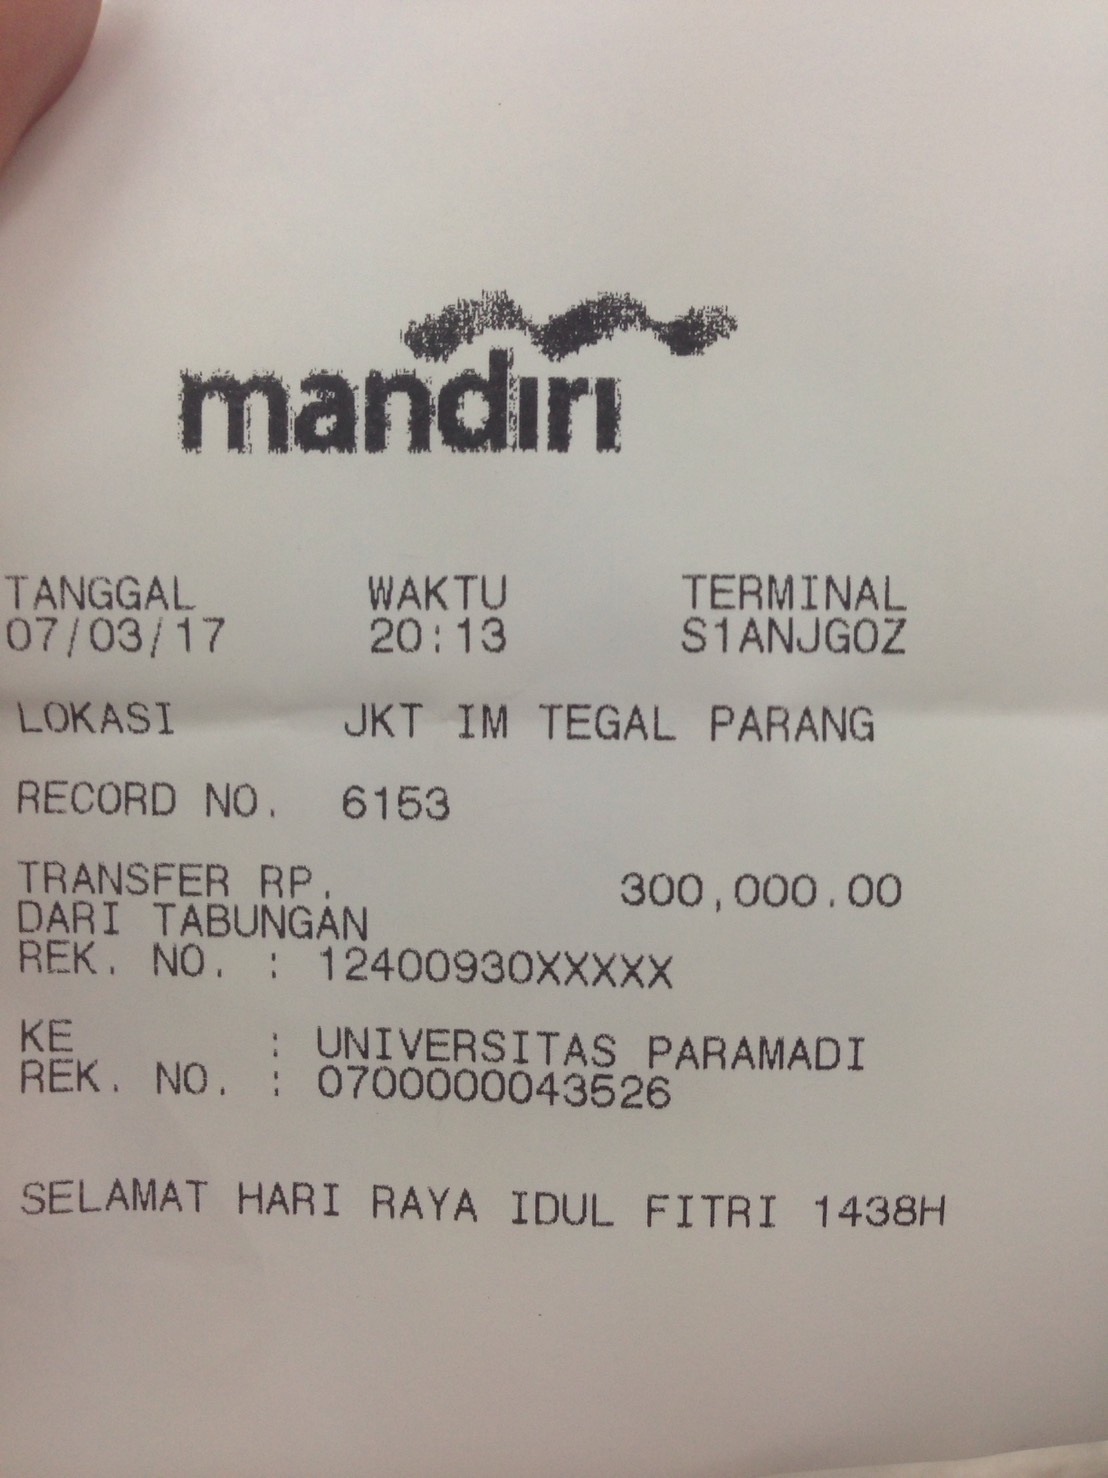 mandiri
TANGGAL WAKTU TERMINAL
07/03/17 20:13 S1ANJGOZ
LOKASI JKT IM TEGAL PARANG
RECORD NO. 6153
TRANSFER RP. 300,000.00
DARI TABUNGAN
REK. NO. : 12400930XXXXX
KE : UNIVERSITAS PARAMADI
REK. NO. : 0700000043526
SELAMAT HARI RAYA IDUL FITRI 1438H